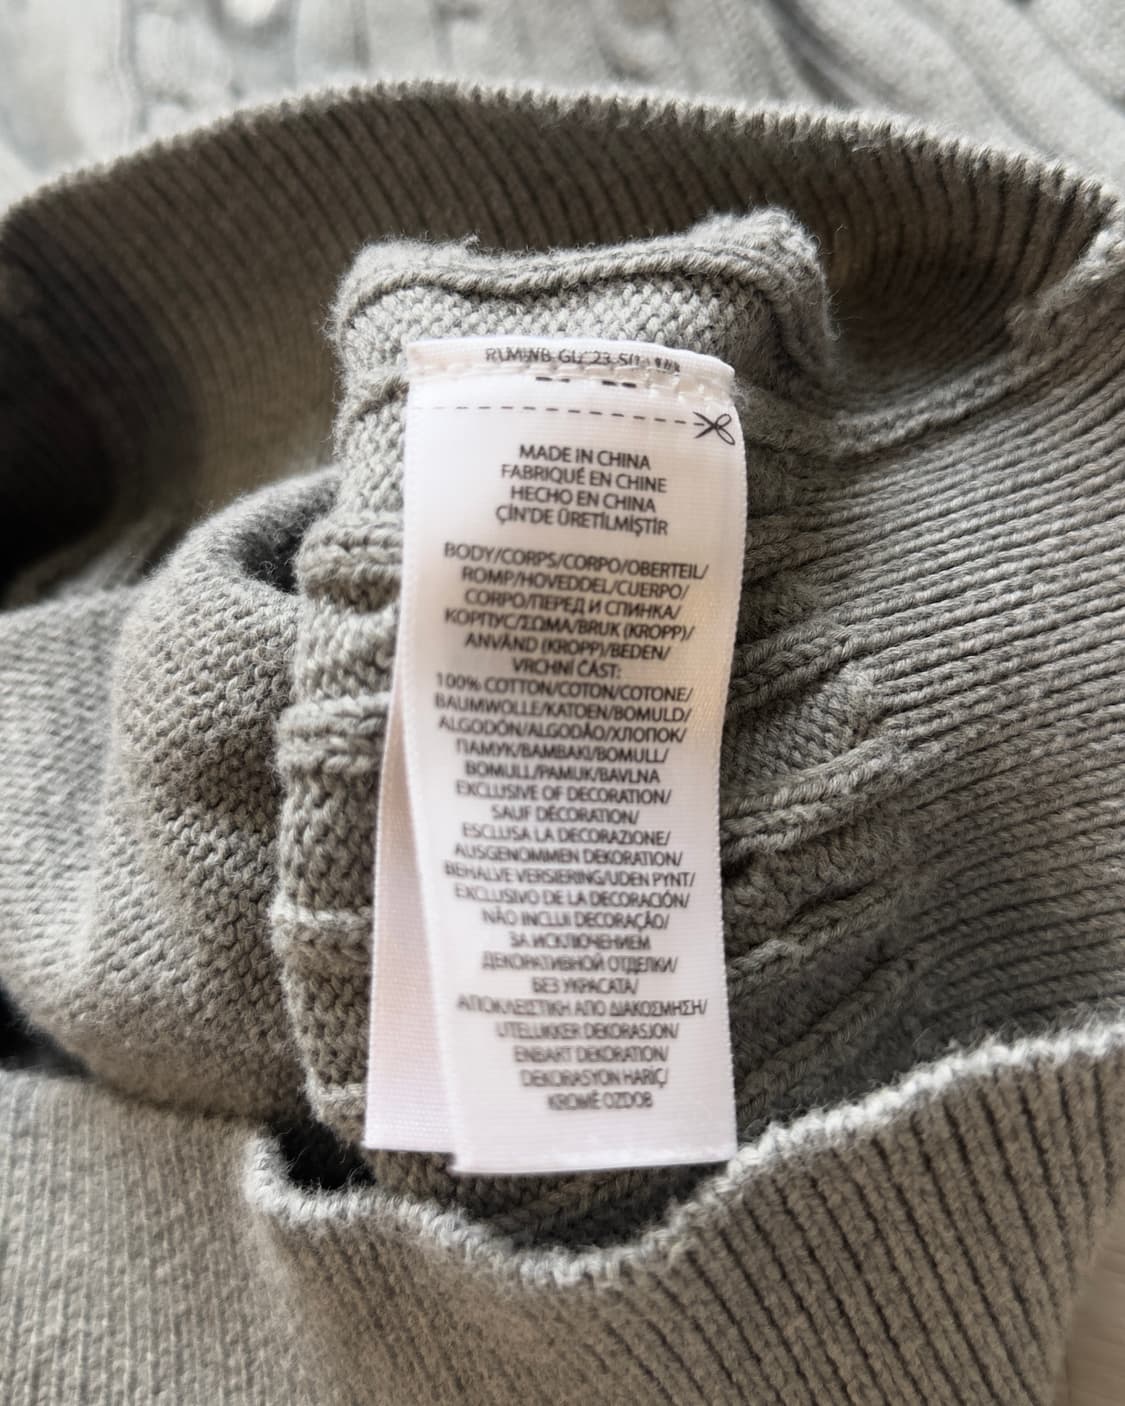 MADE IN CHINA
FABRIQUÉ EN CHINE
HECHO EN CHINA
ÇİN'DE ÜRETİLMİŞTİR
BODY/CORPS/CORPO/OBERTEIL/
ROMP/HOVEDDEL/CUERPO/
CORPO/ПЕРЕД И СПИНКА/
КОРПУС/ΣΩΜΑ/BRUK (KROPP)/
ANVÄND (KROPP)/BEDEN/
VRCHNÍ ČÁST:
100% COTTON/COTON/COTONE/
BAUMWOLLE/KATOEN/BOMULD/
ALGODÓN/ALGODÃO/ХЛОПОК/
ПАМУК/ΒΑΜΒΑΚΙ/BOMULL/
BOMULL/PAMUK/BAVLNA
EXCLUSIVE OF DECORATION/
SAUF DÉCORATION/
ESCLUSA LA DECORAZIONE/
AUSGENOMMEN DEKORATION/
BEHALVE VERSIERING/UDEN PYNT/
EXCLUSIVO DE LA DECORACIÓN/
NÃO INCLUI DECORAÇÃO/
ЗА ИСКЛЮЧЕНИЕМ
ДЕКОРАТИВНОЙ ОТДЕЛКИ/
БЕЗ УКРАСАТА/
ΑΠΟΚΛΕΙΣΤΙΚΗ ΑΠΟ ΔΙΑΚΟΣΜΗΣΗ/
UTELUKKER DEKORASJON/
ENBART DEKORATION/
DEKORASYON HARİÇ/
KROMĚ OZDOB